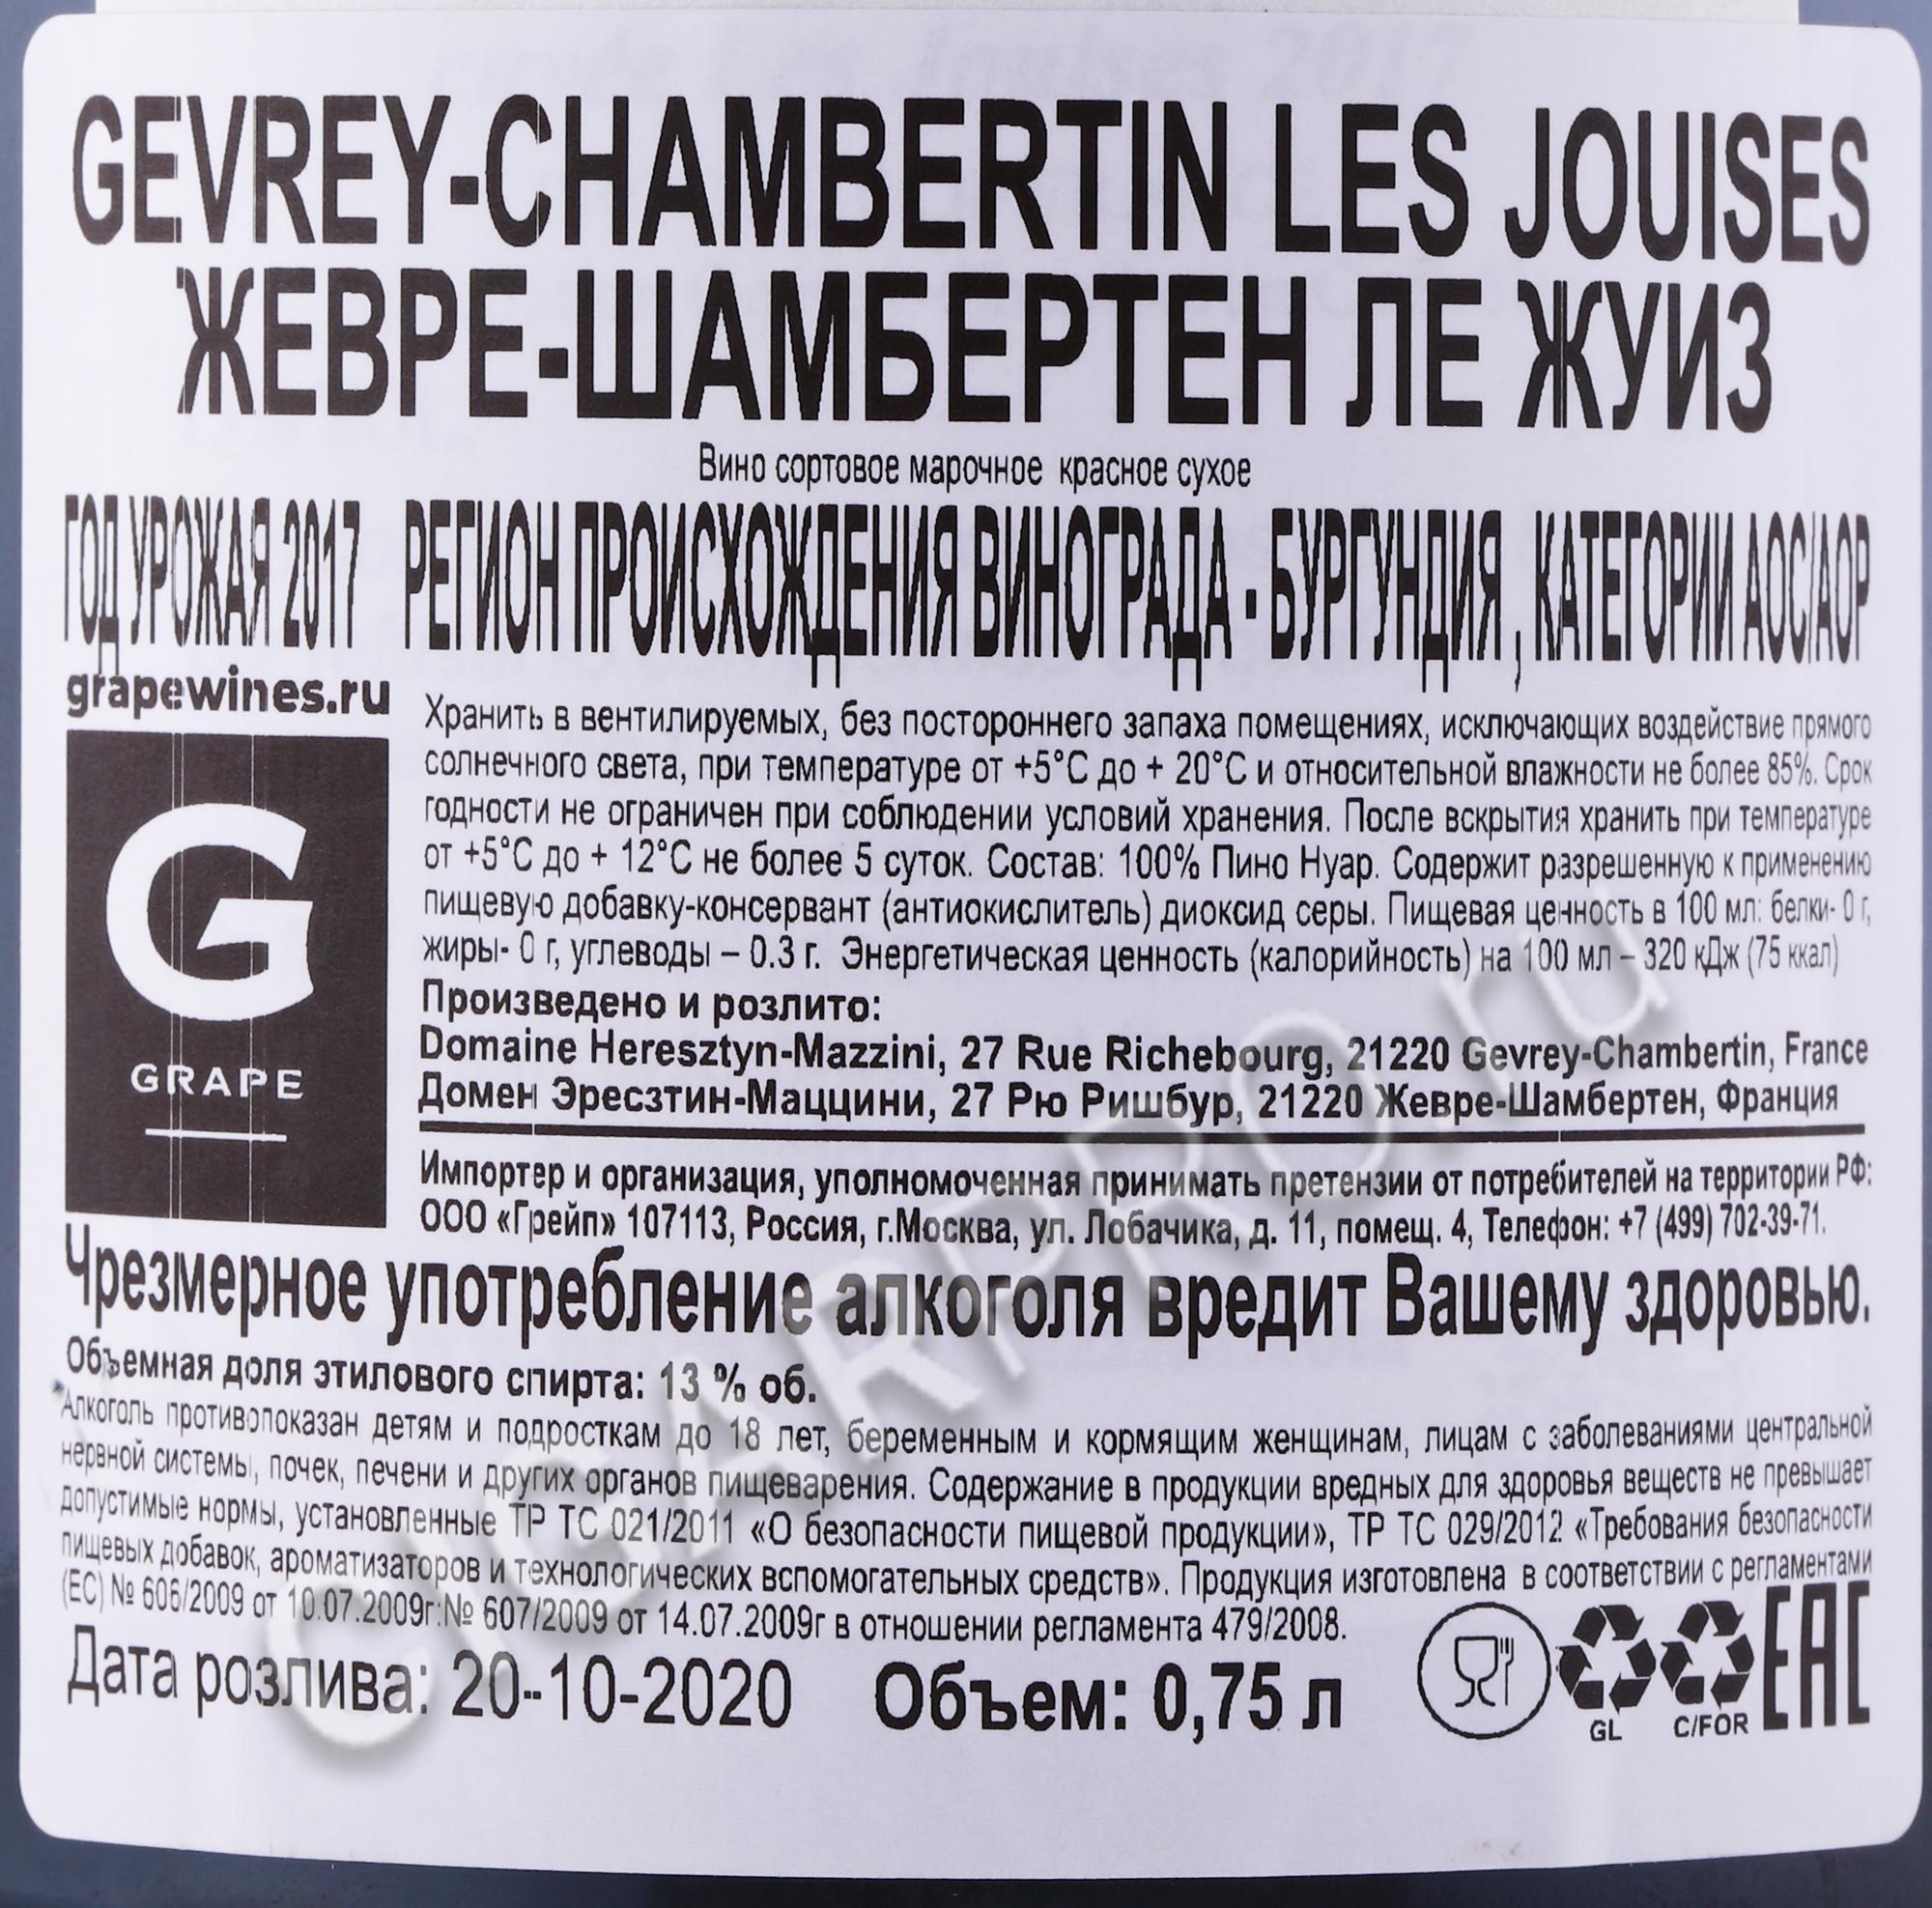 GEVREY-CHAMBERTIN LES JOUISES
ЖЕВРЕ-ШАМБЕРТЕН ЛЕ ЖУИЗ
Вино сортовое марочное красное сухое
ГОД УРОЖАЯ 2017 РЕГИОН ПРОИСХОЖДЕНИЯ ВИНОГРАДА - БУРГУНДИЯ , КАТЕГОРИИ АОС/АОР
grapewines.ru
G
GRAPE
Хранить в вентилируемых, без постороннего запаха помещениях, исключающих воздействие прямого
солнечного света, при температуре от +5°С до + 20°С и относительной влажности не более 85%. Срок
годности не ограничен при соблюдении условий хранения. После вскрытия хранить при температуре
от +5°С до + 12°С не более 5 суток. Состав: 100% Пино Нуар. Содержит разрешенную к применению
пищевую добавку-консервант (антиокислитель) диоксид серы. Пищевая ценность в 100 мл: белки- 0 г,
жиры- 0 г, углеводы – 0.3 г. Энергетическая ценность (калорийность) на 100 мл – 320 кДж (75 ккал)
Произведено и розлито:
Domaine Heresztyn-Mazzini, 27 Rue Richebourg, 21220 Gevrey-Chambertin, France
Домен Эресзтин-Маццини, 27 Рю Ришбур, 21220 Жевре-Шамбертен, Франция
Импортер и организация, уполномоченная принимать претензии от потребителей на территории РФ:
ООО «Грейп» 107113, Россия, г.Москва, ул. Лобачика, д. 11, помещ. 4, Телефон: +7 (499) 702-39-71.
Чрезмерное употребление алкоголя вредит Вашему здоровью.
Объемная доля этилового спирта: 13 % об.
Алкоголь противопоказан детям и подросткам до 18 лет, беременным и кормящим женщинам, лицам с заболеваниями центральной
нервной системы, почек, печени и других органов пищеварения. Содержание в продукции вредных для здоровья веществ не превышает
допустимые нормы, установленные ТР ТС 021/2011 «О безопасности пищевой продукции», ТР ТС 029/2012 «Требования безопасности
пищевых добавок, ароматизаторов и технологических вспомогательных средств». Продукция изготовлена в соответствии с регламентами
(ЕС) № 606/2009 от 10.07.2009г:№ 607/2009 от 14.07.2009г в отношении регламента 479/2008.
Дата розлива: 20-10-2020 Объем: 0,75 л
GL C/FOR EAC
CIGARPRO.ru